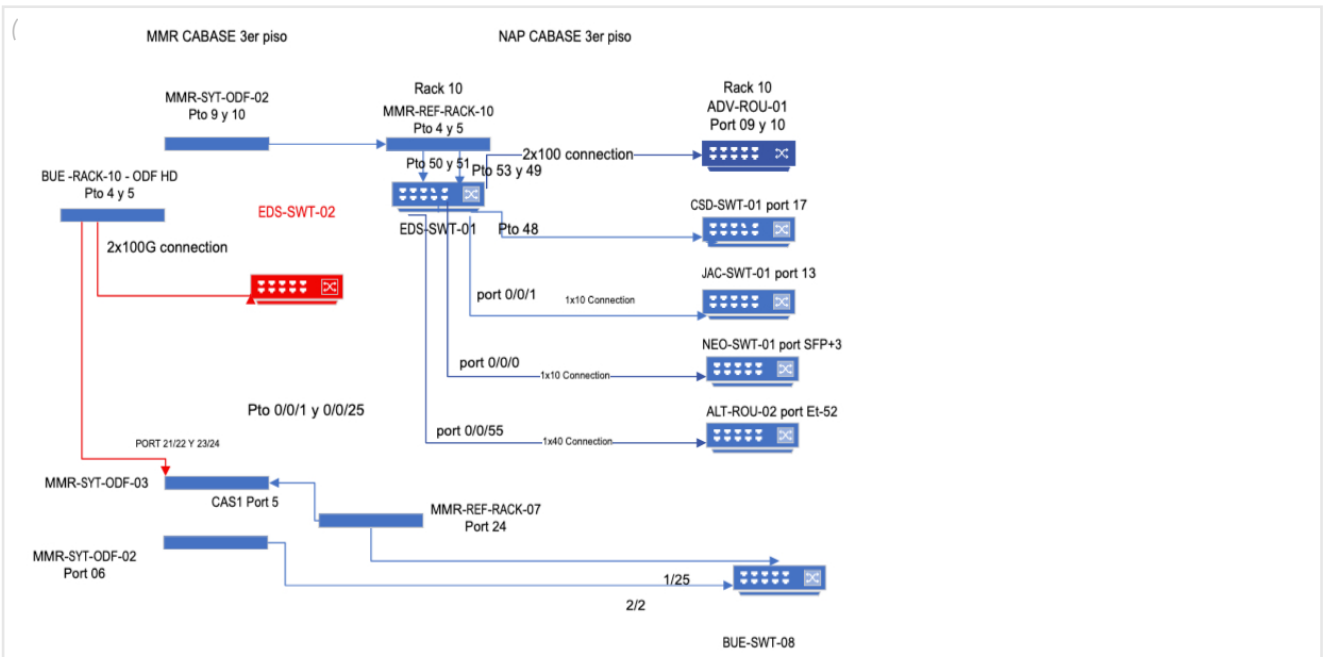 (
MMR CABASE 3er piso
NAP CABASE 3er piso
MMR-SYT-ODF-02
Pto 9 y 10
Rack 10
MMR-REF-RACK-10
Pto 4 y 5
Rack 10
ADV-ROU-01
Port 09 y 10
Pto 50 y 51
Pto 53 y 49
2x100 connection
BUE -RACK-10 - ODF HD
Pto 4 y 5
EDS-SWT-02
2x100G connection
EDS-SWT-01
Pto 48
CSD-SWT-01 port 17
JAC-SWT-01 port 13
port 0/0/1
1x10 Connection
NEO-SWT-01 port SFP+3
port 0/0/0
1x10 Connection
Pto 0/0/1 y 0/0/25
ALT-ROU-02 port Et-52
port 0/0/55
1x40 Connection
PORT 21/22 Y 23/24
MMR-SYT-ODF-03
CAS1 Port 5
MMR-REF-RACK-07
Port 24
MMR-SYT-ODF-02
Port 06
1/25
2/2
BUE-SWT-08